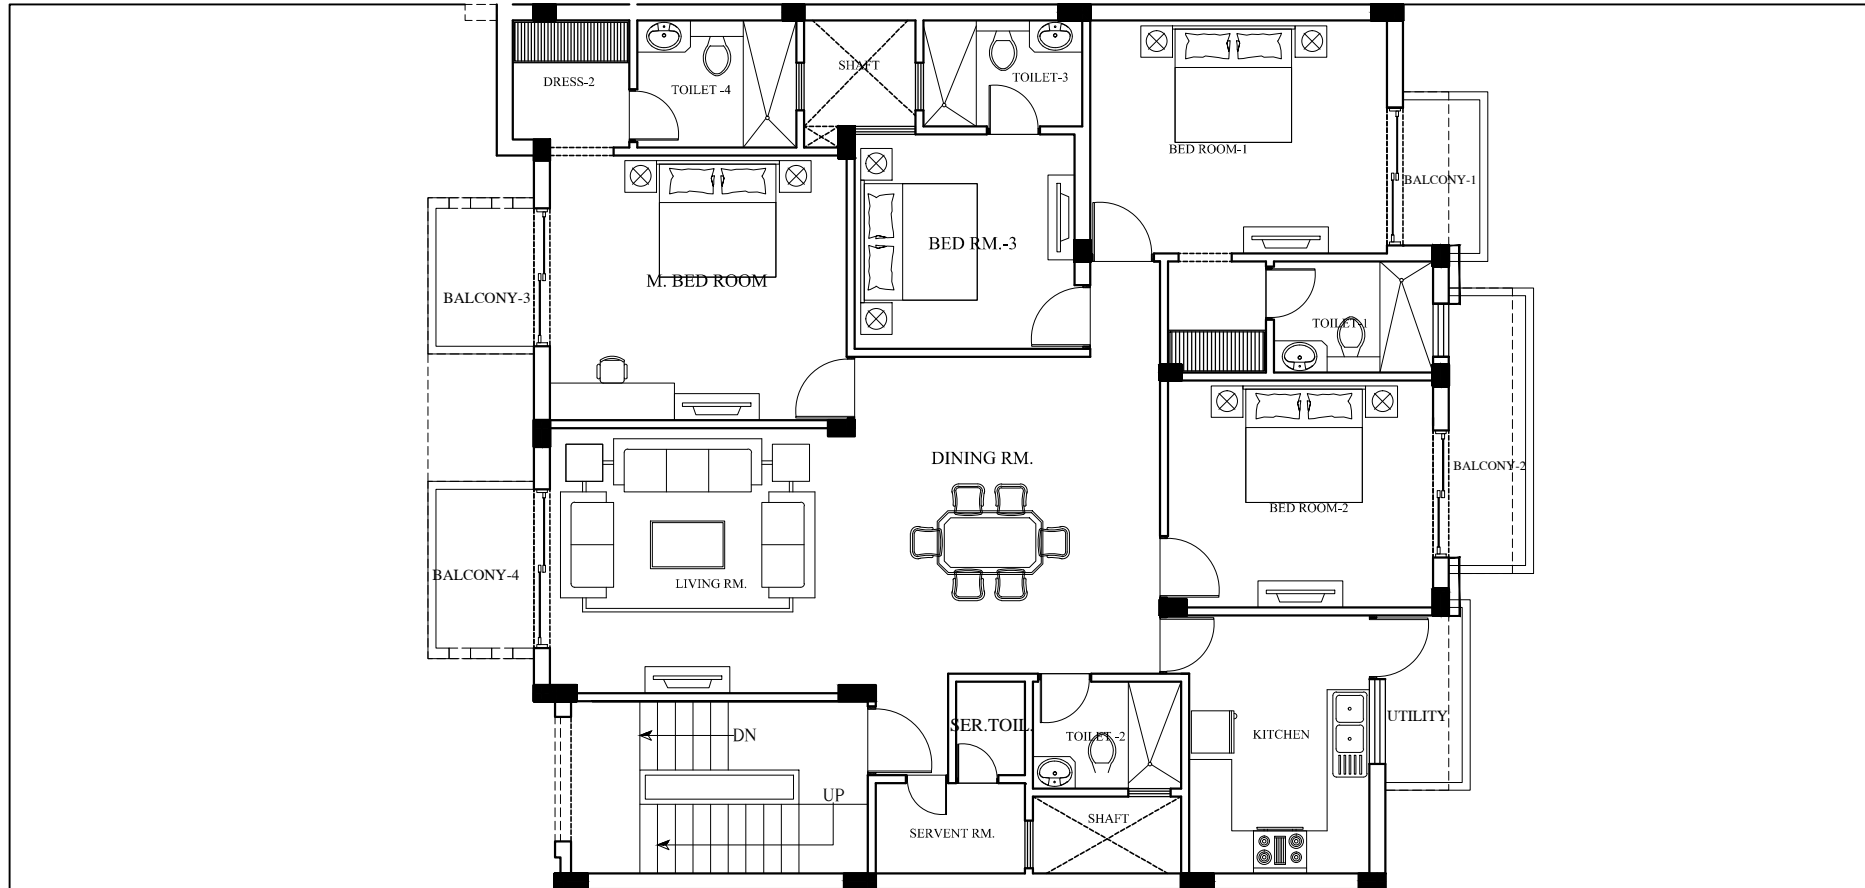 SHAFT
DRESS-2
TOILET -4
TOILET-3
BED ROOM-1
BALCONY-1
BED RM.-3
M. BED ROOM
BALCONY-3
TOILET-1
DINING RM.
BALCONY-2
BED ROOM-2
BALCONY-4
LIVING RM.
UTILITY
SER.TOIL.
DN
TOILET -2
KITCHEN
UP
SHAFT
SERVENT RM.